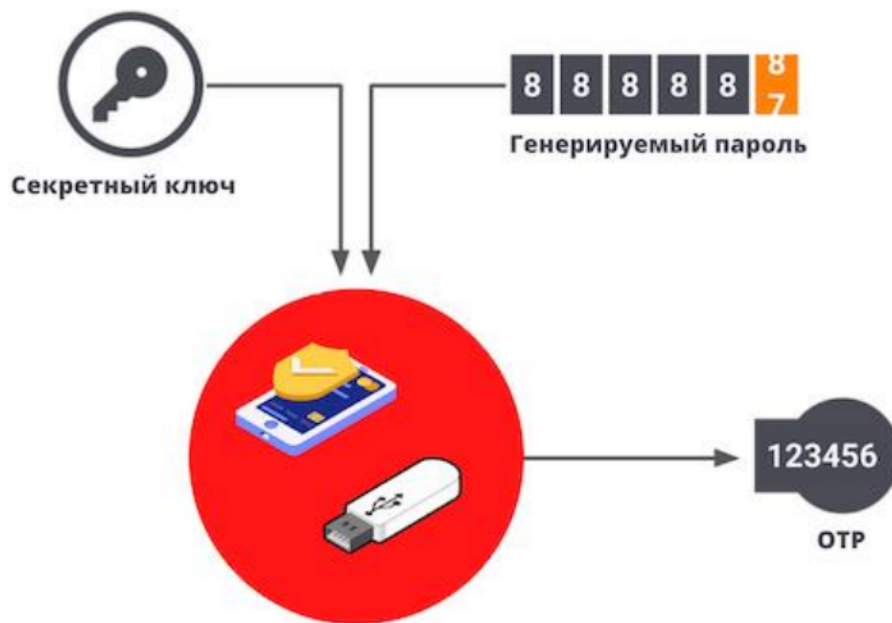 8 8 8 8 8 8 7
Генерируемый пароль
Секретный ключ
123456
OTP